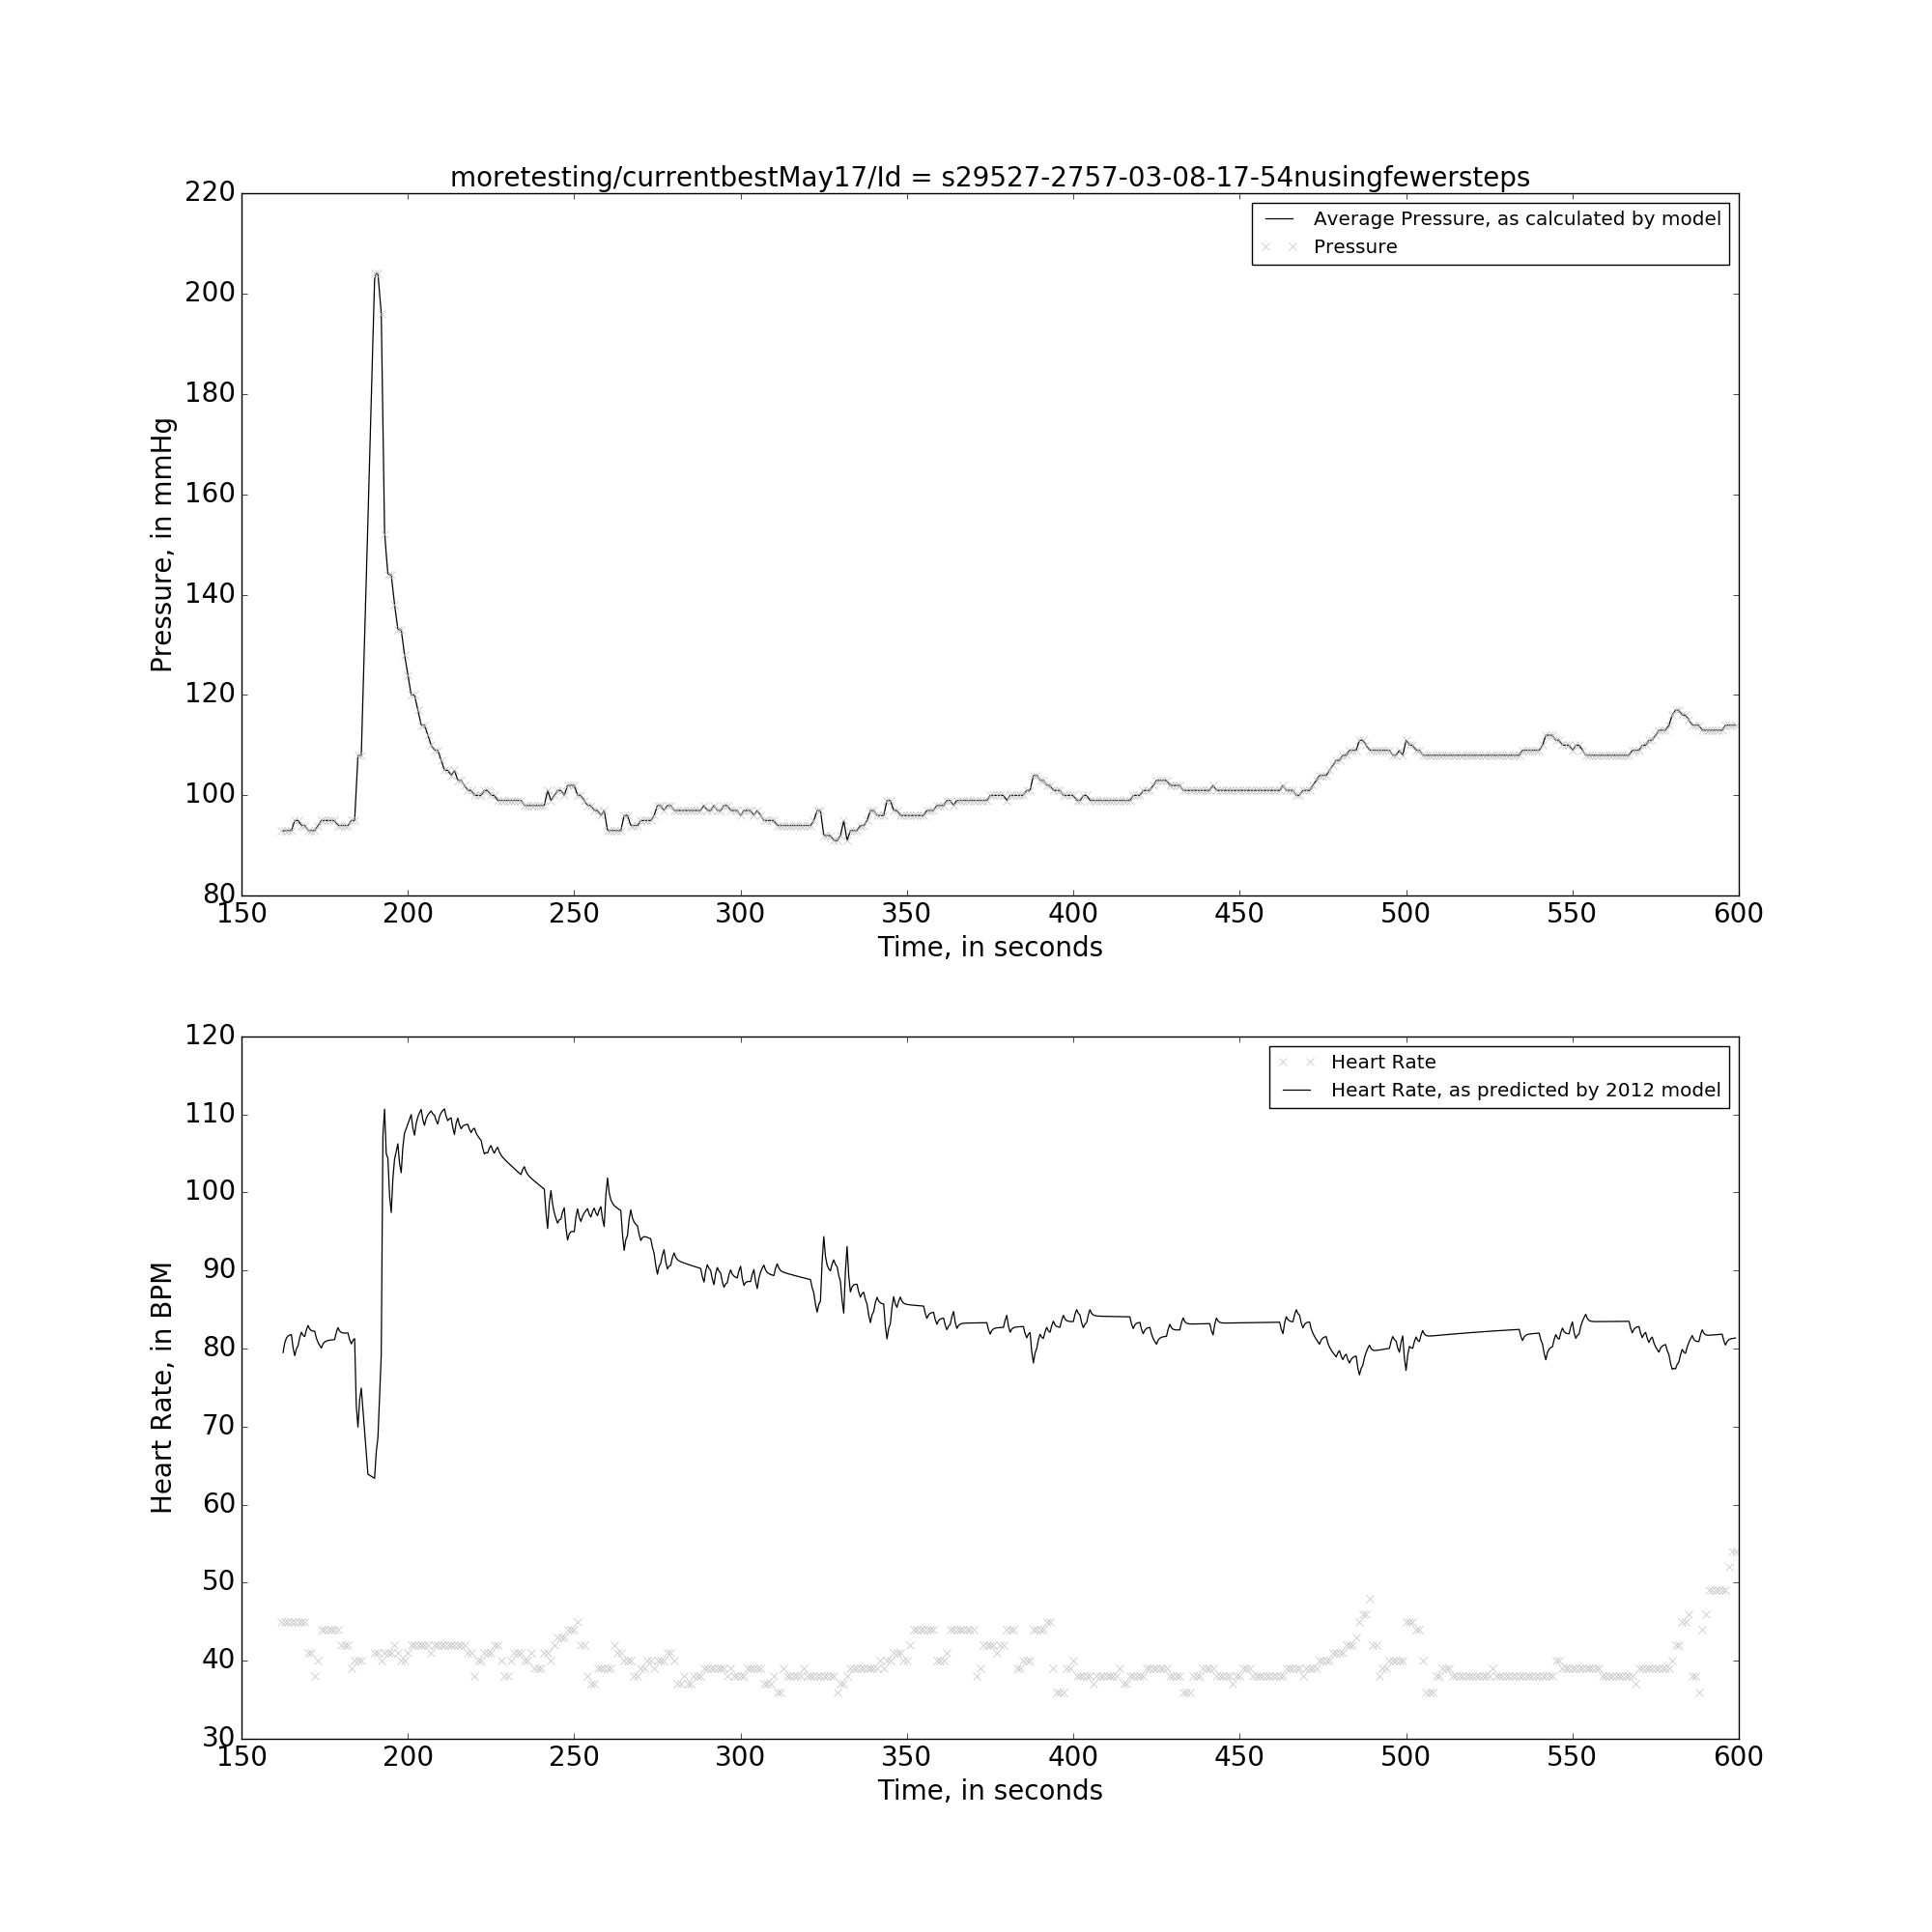 moretesting/currentbestMay17/Id = s29527-2757-03-08-17-54nusingfewersteps
220
200
180
160
140
120
100
80
Pressure, in mmHg
Average Pressure, as calculated by model
Pressure
150 200 250 300 350 400 450 500 550 600
Time, in seconds
120
110
100
90
80
70
60
50
40
30
Heart Rate, in BPM
Heart Rate
Heart Rate, as predicted by 2012 model
150 200 250 300 350 400 450 500 550 600
Time, in seconds